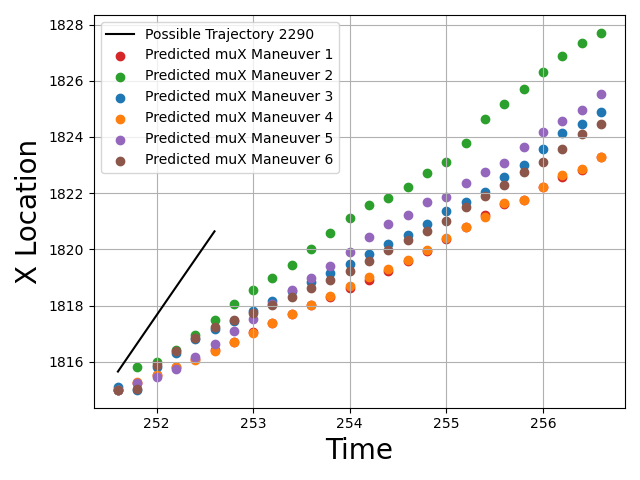 1828
1826
1824
1822
1820
1818
1816
X Location
Possible Trajectory 2290
Predicted muX Maneuver 1
Predicted muX Maneuver 2
Predicted muX Maneuver 3
Predicted muX Maneuver 4
Predicted muX Maneuver 5
Predicted muX Maneuver 6
252 253 254 255 256
Time